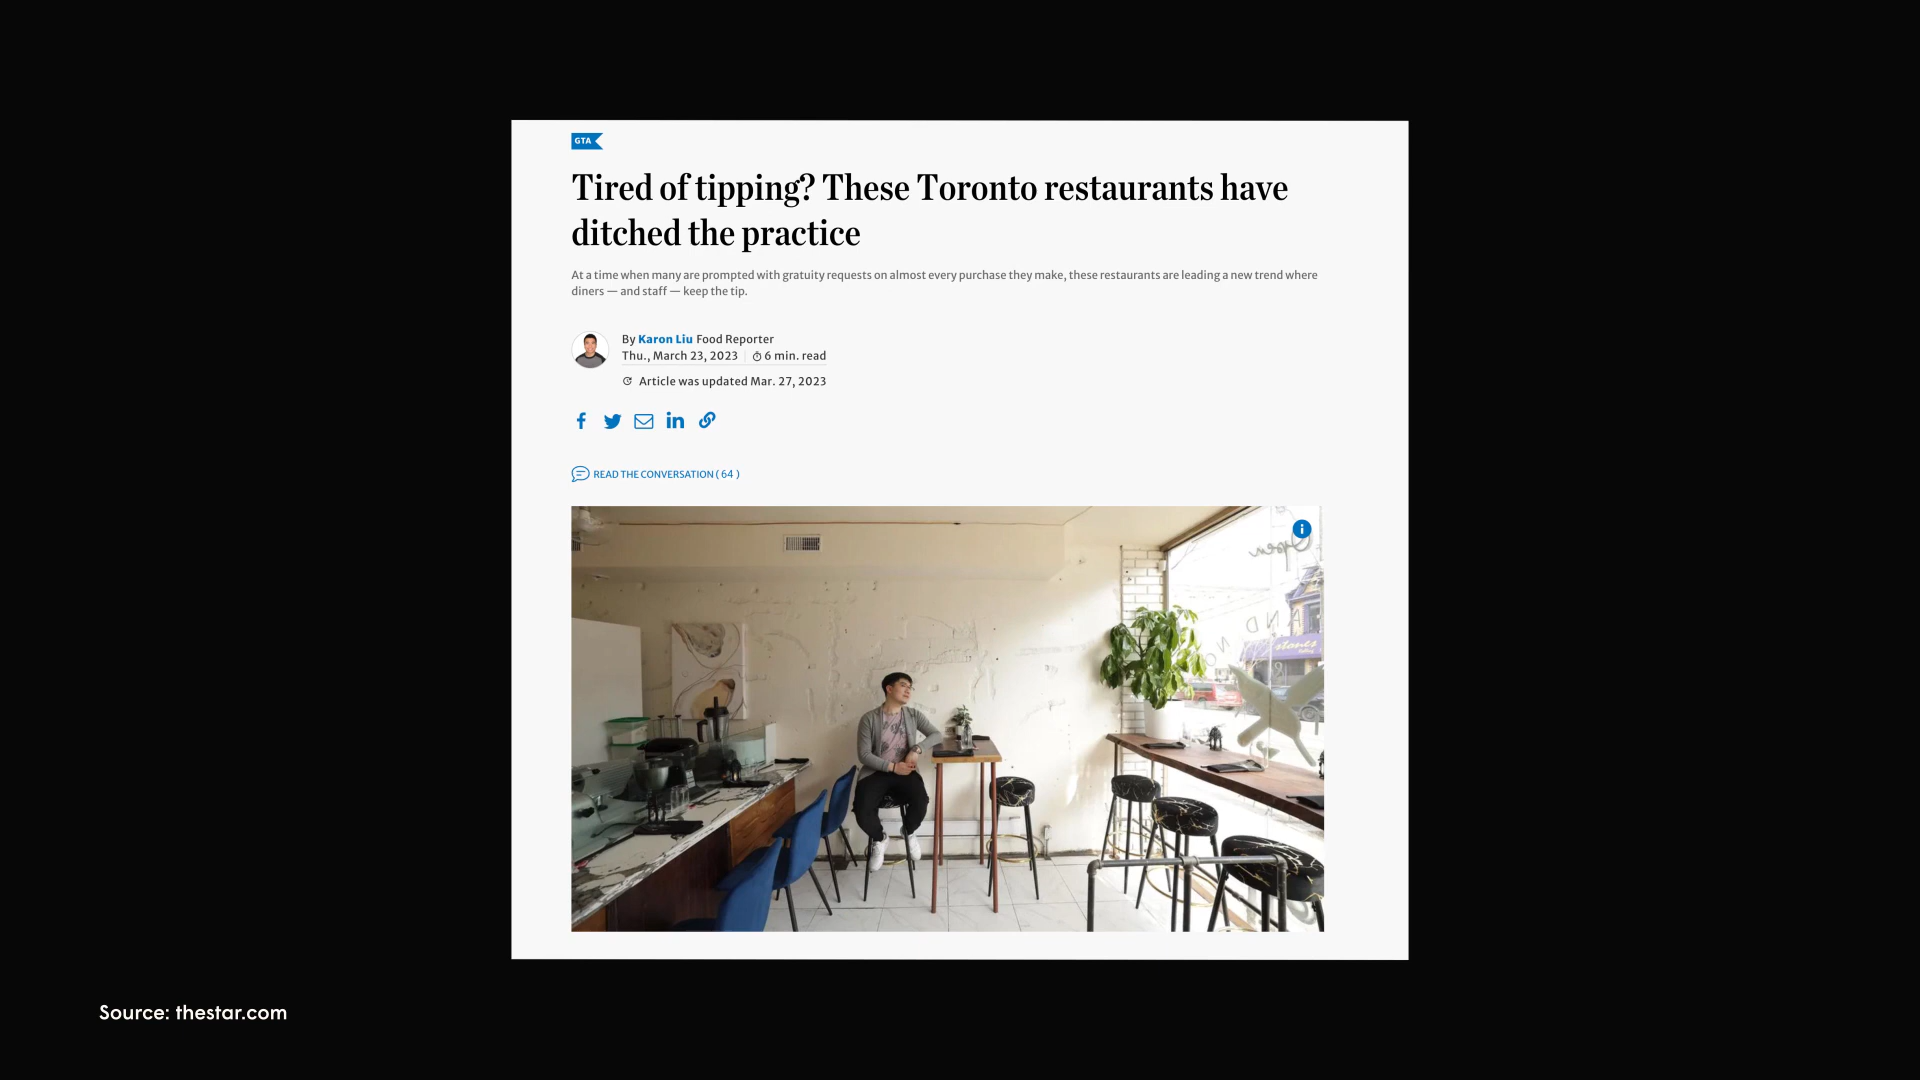 GTA
Tired of tipping? These Toronto restaurants have
ditched the practice
At a time when many are prompted with gratuity requests on almost every purchase they make, these restaurants are leading a new trend where
diners — and staff — keep the tip.
By Karon Liu Food Reporter
Thu., March 23, 2023 | 6 min. read
Article was updated Mar. 27, 2023
READ THE CONVERSATION ( 64 )
Open
AND
stones
Source: thestar.com